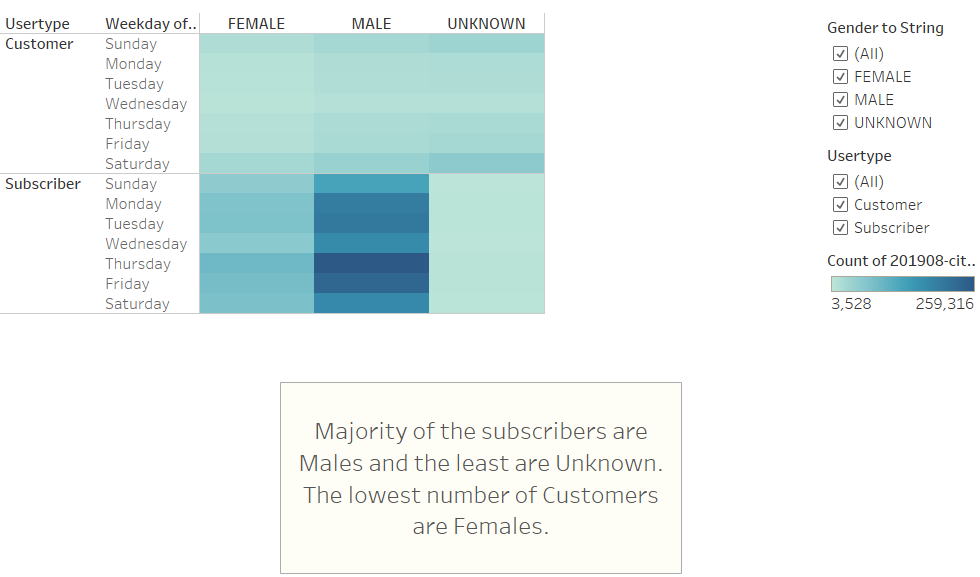 Usertype Weekday of.. FEMALE MALE UNKNOWN
Customer Sunday
Monday
Tuesday
Wednesday
Thursday
Friday
Saturday
Subscriber Sunday
Monday
Tuesday
Wednesday
Thursday
Friday
Saturday
Gender to String
(All)
FEMALE
MALE
UNKNOWN
Usertype
(All)
Customer
Subscriber
Count of 201908-cit..
3,528 259,316
Majority of the subscribers are
Males and the least are Unknown.
The lowest number of Customers
are Females.